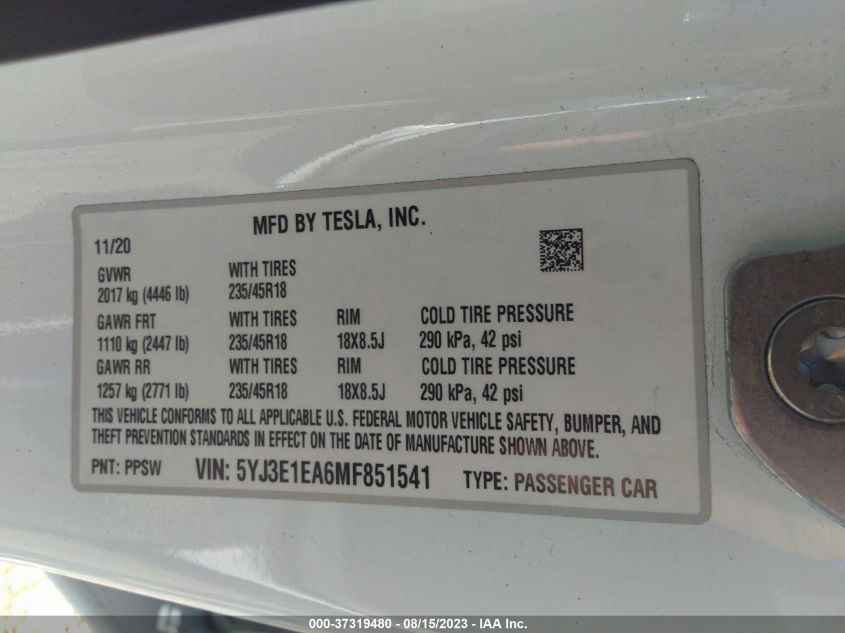 MFD BY TESLA, INC.
11/20
GVWR WITH TIRES
2017 kg (4446 lb) 235/45R18
GAWR FRT WITH TIRES RIM COLD TIRE PRESSURE
1110 kg (2447 lb) 235/45R18 18X8.5J 290 kPa, 42 psi
GAWR RR WITH TIRES RIM COLD TIRE PRESSURE
1257 kg (2771 lb) 235/45R18 18X8.5J 290 kPa, 42 psi
THIS VEHICLE CONFORMS TO ALL APPLICABLE U.S. FEDERAL MOTOR VEHICLE SAFETY, BUMPER, AND
THEFT PREVENTION STANDARDS IN EFFECT ON THE DATE OF MANUFACTURE SHOWN ABOVE.
PNT: PPSW VIN: 5YJ3E1EA6MF851541 TYPE: PASSENGER CAR
000-37319480 - 08/15/2023 - IAA Inc.